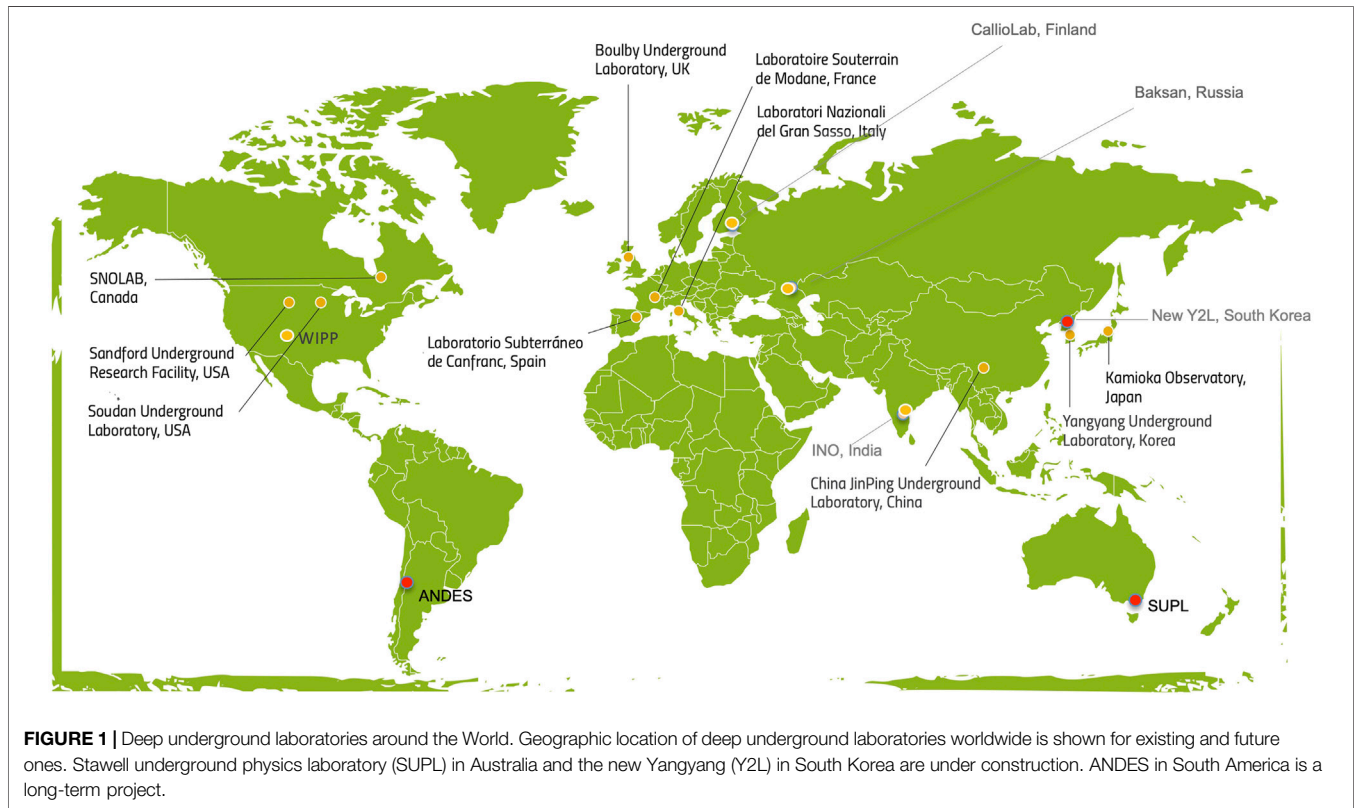 CallioLab, Finland
Boulby Underground
Laboratory, UK
Laboratoire Souterrain
de Modane, France
Baksan, Russia
Laboratori Nazionali
del Gran Sasso, Italy
SNOLAB,
Canada
WIPP
New Y2L, South Korea
Sandford Underground
Research Facility, USA
Laboratorio Subterráneo
de Canfranc, Spain
Kamioka Observatory,
Japan
Soudan Underground
Laboratory, USA
Yangyang Underground
Laboratory, Korea
INO, India
China JinPing Underground
Laboratory, China
ANDES
SUPL
FIGURE 1 | Deep underground laboratories around the World. Geographic location of deep underground laboratories worldwide is shown for existing and future
ones. Stawell underground physics laboratory (SUPL) in Australia and the new Yangyang (Y2L) in South Korea are under construction. ANDES in South America is a
long-term project.